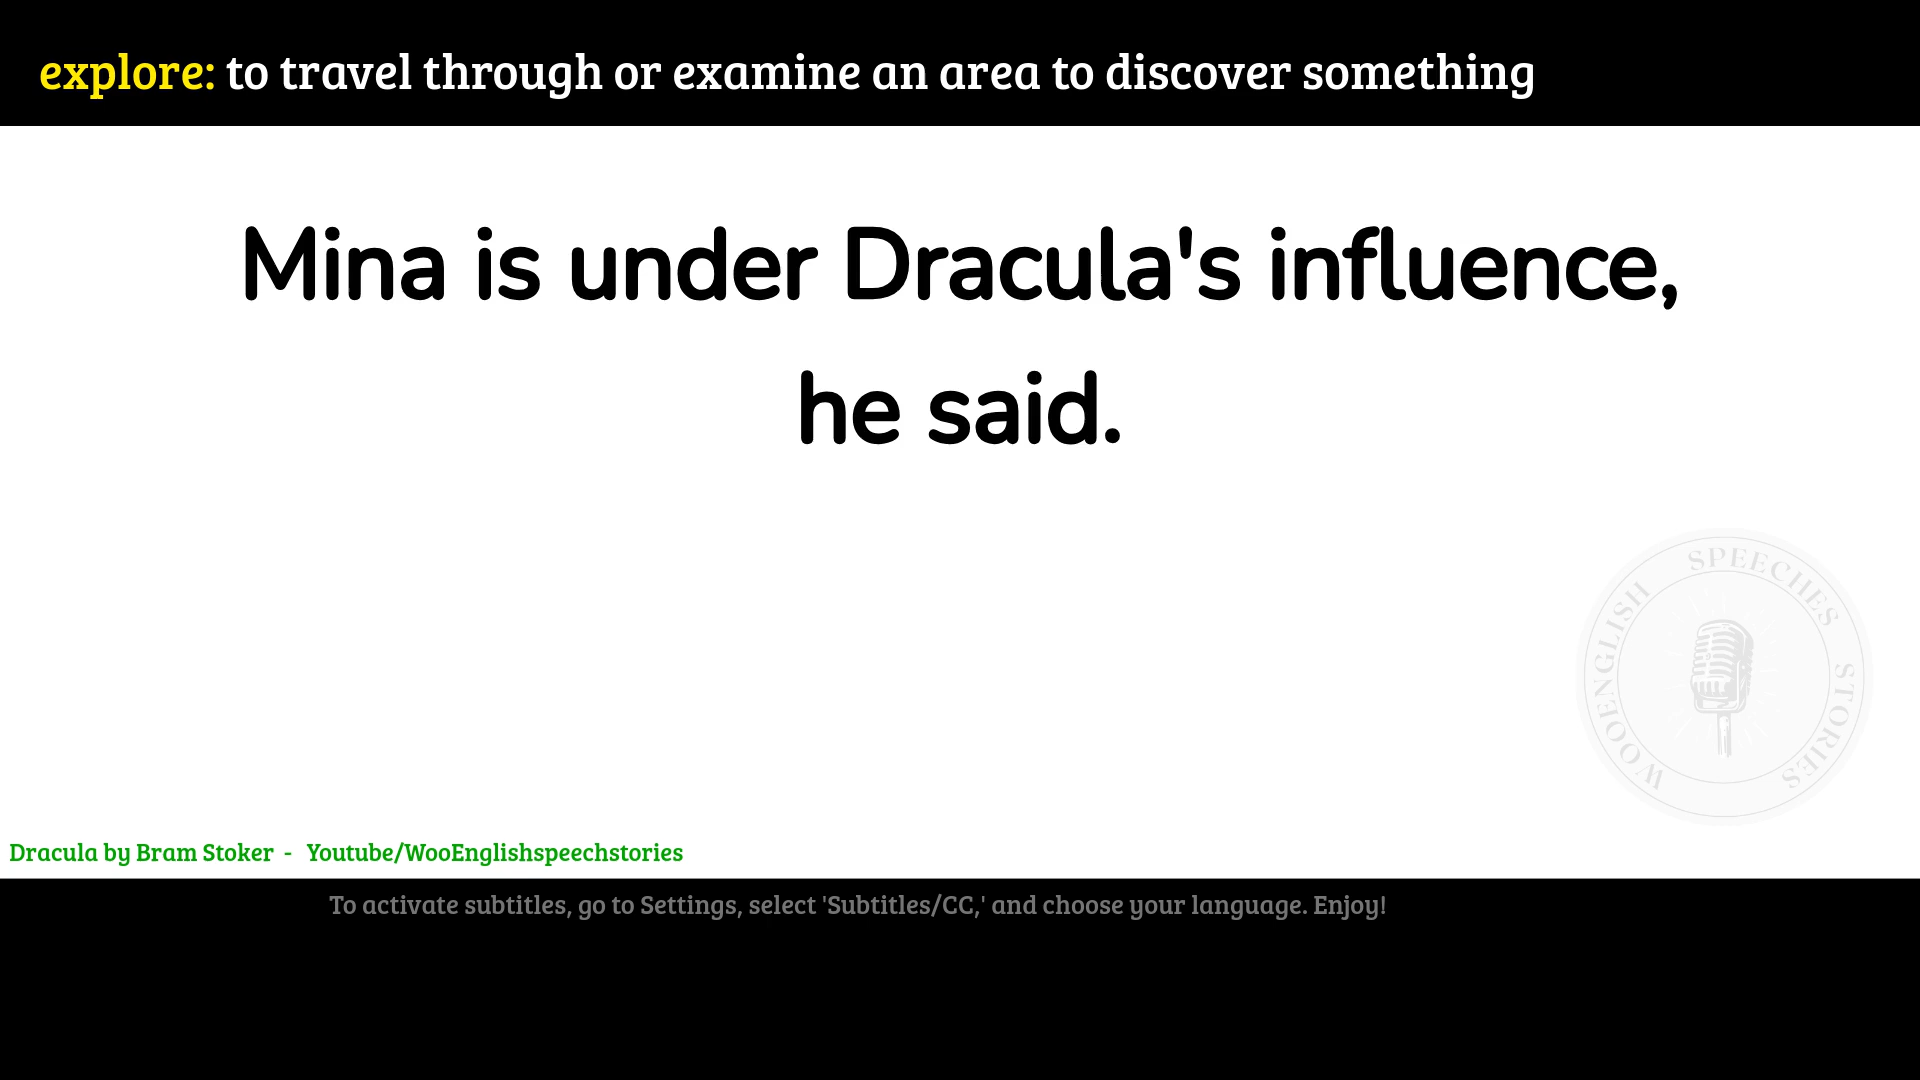 explore: to travel through or examine an area to discover something
Mina is under Dracula's influence,
he said.
WOOENGLISH SPEECHES STORIES
Dracula by Bram Stoker - Youtube/WooEnglishspeechstories
To activate subtitles, go to Settings, select 'Subtitles/CC,' and choose your language. Enjoy!